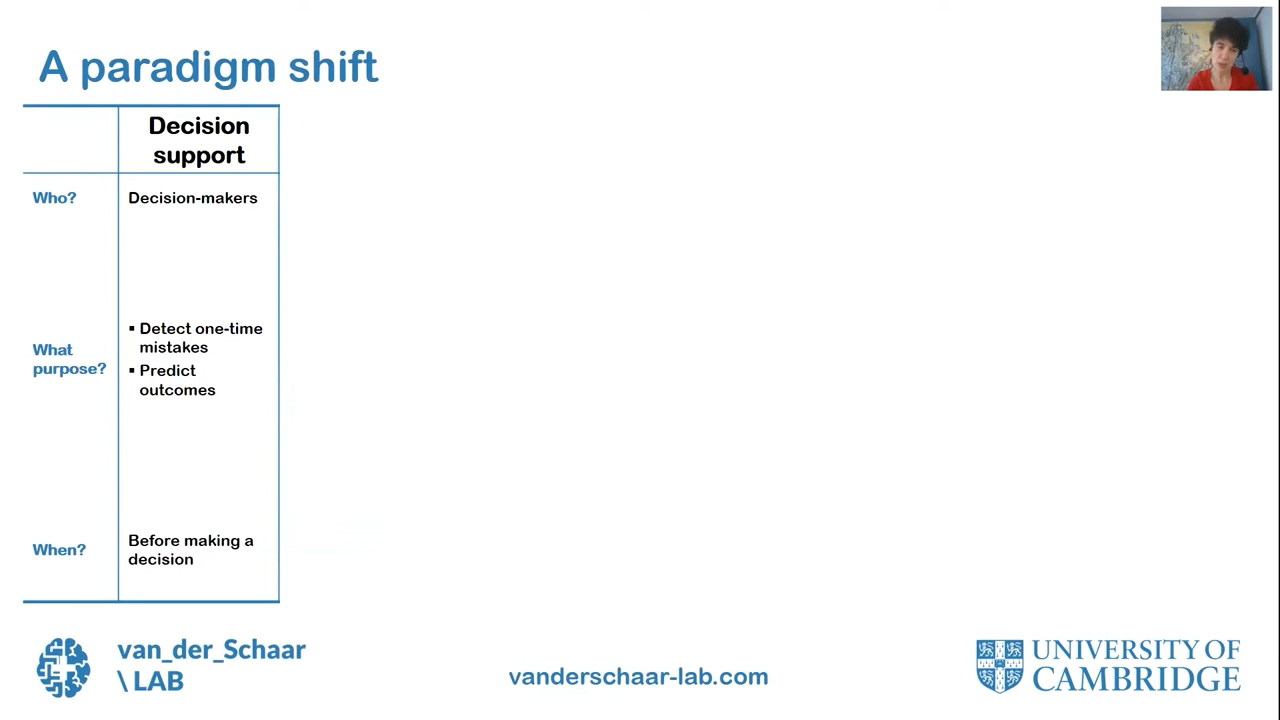 A paradigm shift
Decision
support
Who?
Decision-makers
What
purpose?
▪ Detect one-time
mistakes
▪ Predict
outcomes
When?
Before making a
decision
van_der_Schaar
\ LAB
vanderschaar-lab.com
UNIVERSITY OF
CAMBRIDGE